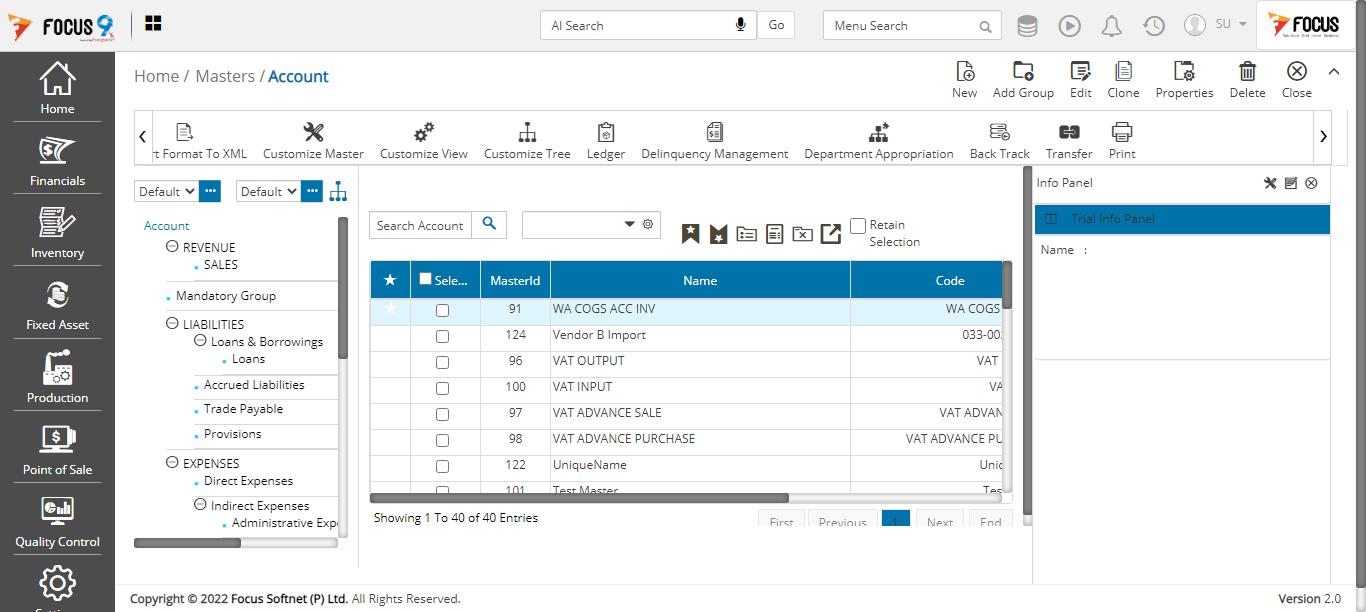 FOCUS 9
AI Search
Go
Menu Search
SU
FOCUS
Home
Financials
Inventory
Fixed Asset
Production
Point of Sale
Quality Control
Home / Masters / Account
New
Add Group
Edit
Clone
Properties
Delete
Close
rt Format To XML
Customize Master
Customize View
Customize Tree
Ledger
Delinquency Management
Department Appropriation
Back Track
Transfer
Print
Default
Default
Account
REVENUE
SALES
Mandatory Group
LIABILITIES
Loans & Borrowings
Loans
Accrued Liabilities
Trade Payable
Provisions
EXPENSES
Direct Expenses
Indirect Expenses
Administrative Expe
Search Account
Retain
Selection
Sele... MasterId Name Code
91 WA COGS ACC INV WA COGS
124 Vendor B Import 033-002
96 VAT OUTPUT VAT
100 VAT INPUT VA
97 VAT ADVANCE SALE VAT ADVAN
98 VAT ADVANCE PURCHASE VAT ADVANCE PU
122 UniqueName Uniq
101 Test Master Tes
Showing 1 To 40 of 40 Entries
First Previous 1 Next End
Info Panel
Trial Info Panel
Name :
Copyright © 2022 Focus Softnet (P) Ltd. All Rights Reserved.
Version 2.0